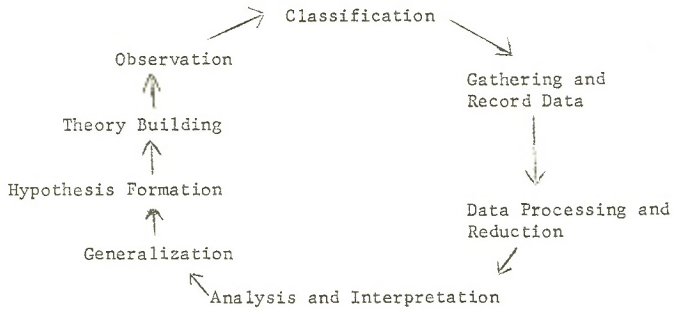 Classification
Observation
Gathering and
Record Data
Theory Building
Hypothesis Formation
Data Processing and
Reduction
Generalization
Analysis and Interpretation